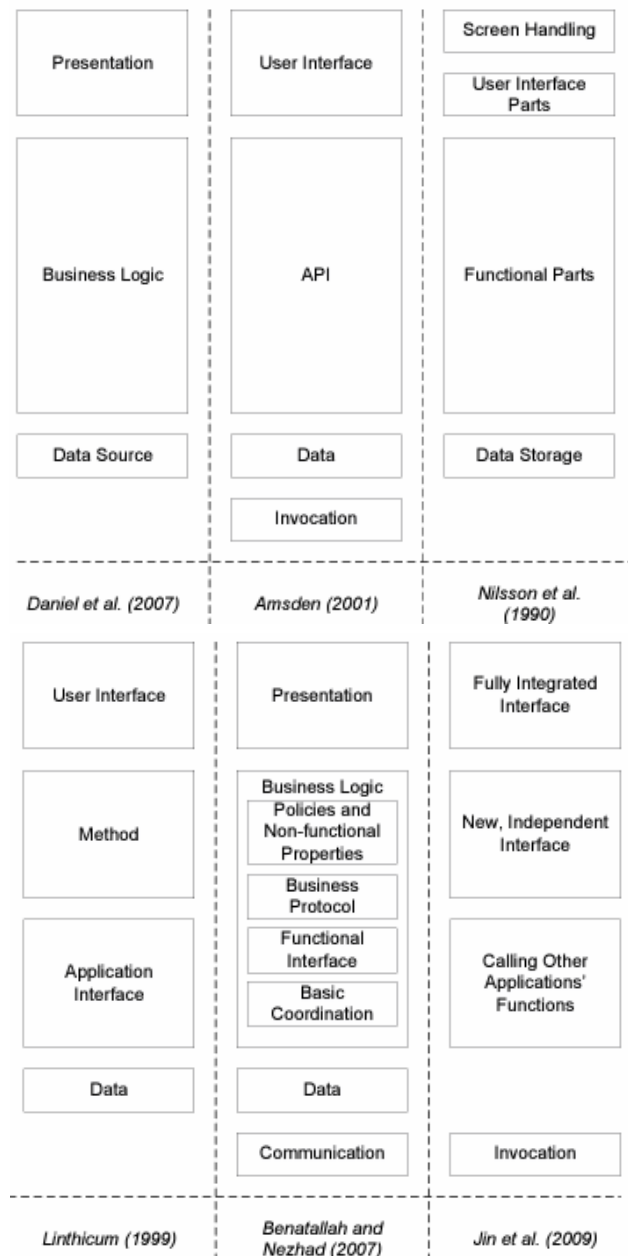 Presentation
User Interface
Screen Handling
User Interface
Parts
Business Logic
API
Functional Parts
Data Source
Data
Data Storage
Invocation
Daniel et al. (2007)
Amsden (2001)
Nilsson et al.
(1990)
User Interface
Presentation
Fully Integrated
Interface
Method
Business Logic
Policies and
Non-functional
Properties
Business
Protocol
Functional
Interface
Basic
Coordination
New, Independent
Interface
Application
Interface
Calling Other
Applications'
Functions
Data
Data
Communication
Invocation
Linthicum (1999)
Benatallah and
Nezhad (2007)
Jin et al. (2009)